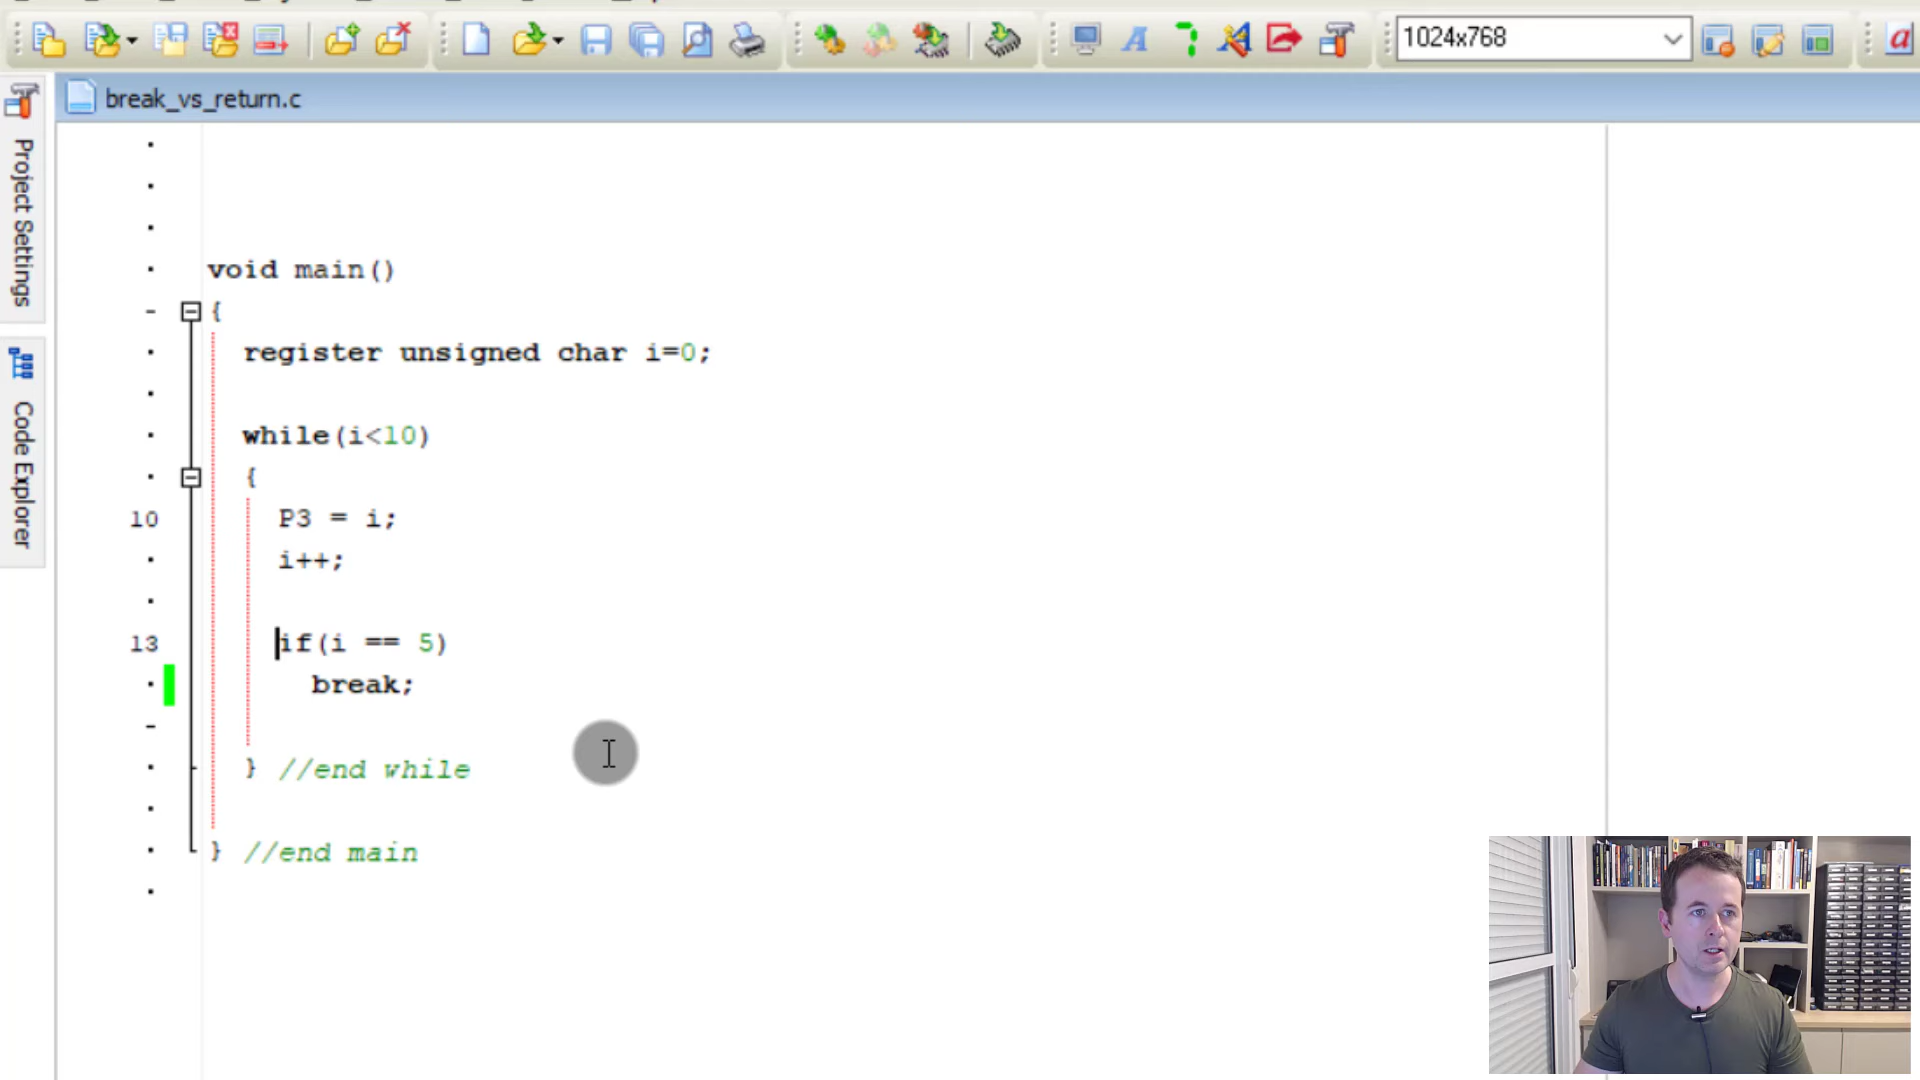 1024x768
break_vs_return.c
Project Settings
Code Explorer
void main()
{
register unsigned char i=0;
while(i<10)
{
10 P3 = i;
i++;
13 if(i == 5)
break;
} //end while
} //end main